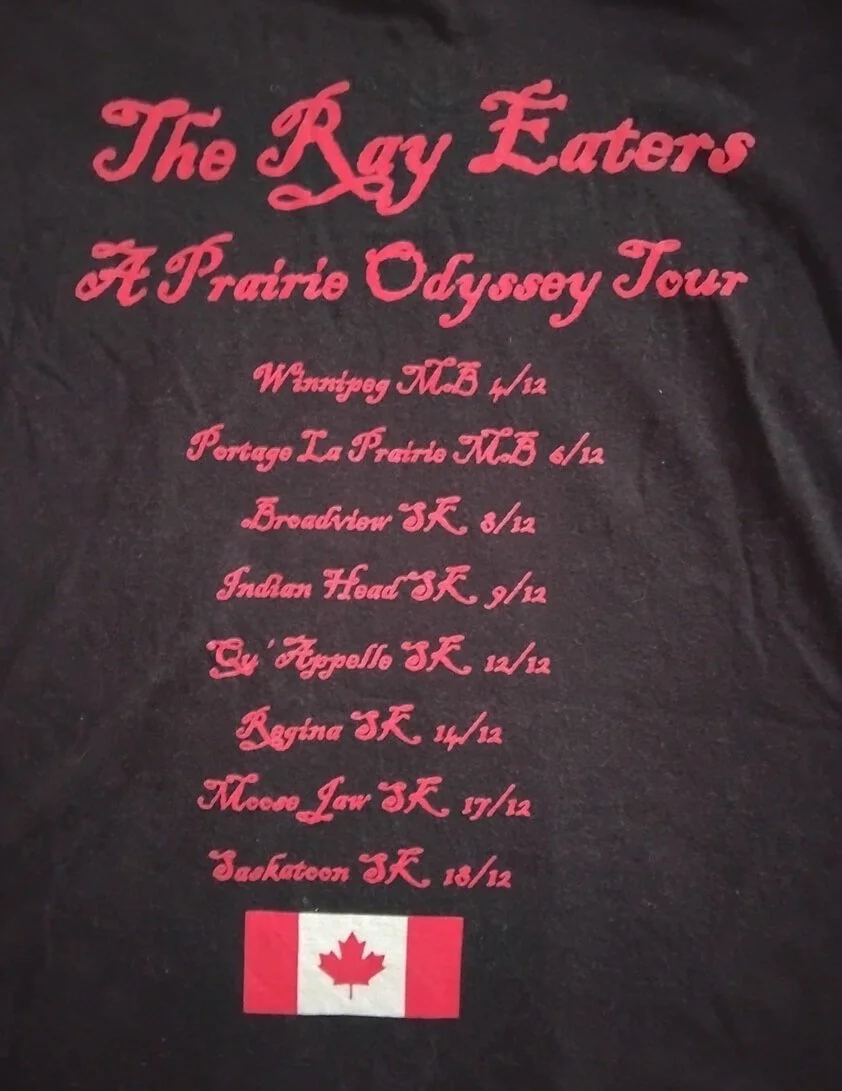 The Ray Eaters
A Prairie Odyssey Tour
Winnipeg MB 4/12
Portage La Prairie MB 6/12
Broadview SK 8/12
Indian Head SK 9/12
Qu'Appelle SK 12/12
Regina SK 14/12
Moose Jaw SK 17/12
Saskatoon SK 18/12